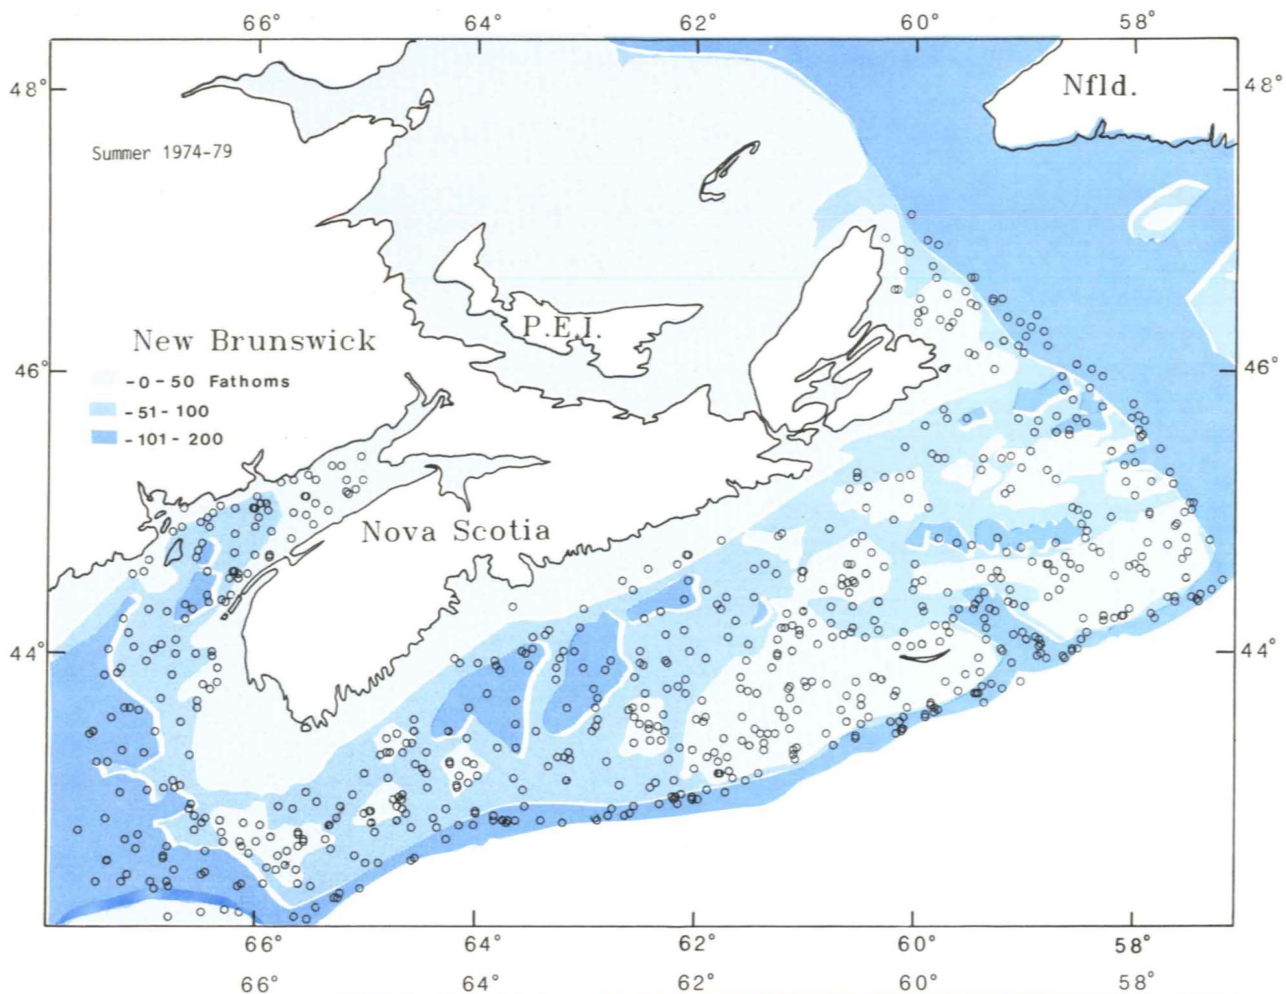 66° 64° 62° 60° 58°
48° 48°
Nfld.
Summer 1974-79
New Brunswick
P.E.I.
46° 46°
-0-50 Fathoms
-51-100
-101-200
Nova Scotia
44° 44°
66° 64° 62° 60° 58°
66° 64° 62° 60° 58°